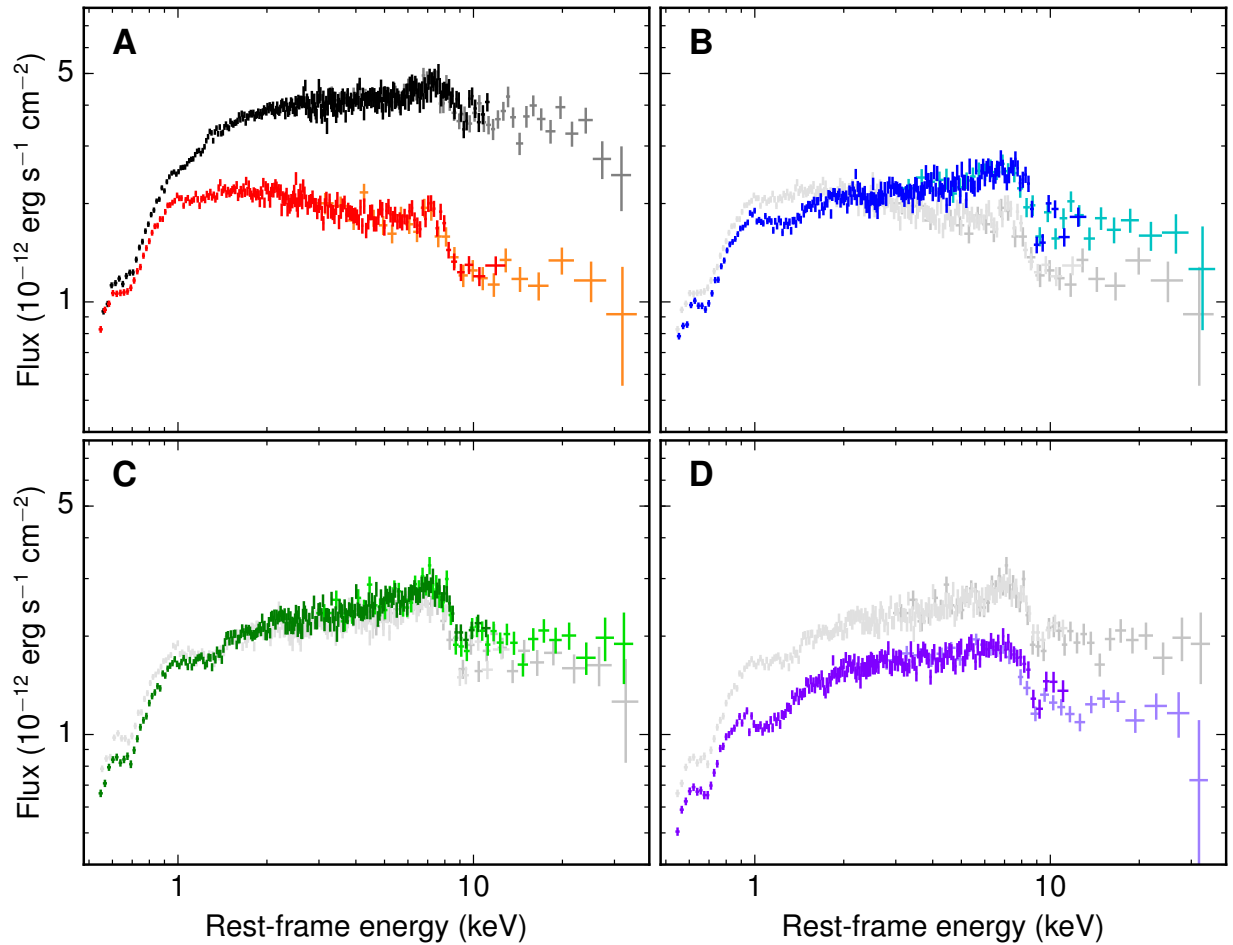 A
B
Flux (10⁻¹² erg s⁻¹ cm⁻²)
5
1
C
D
Flux (10⁻¹² erg s⁻¹ cm⁻²)
5
1
1
10
1
10
Rest-frame energy (keV)
Rest-frame energy (keV)